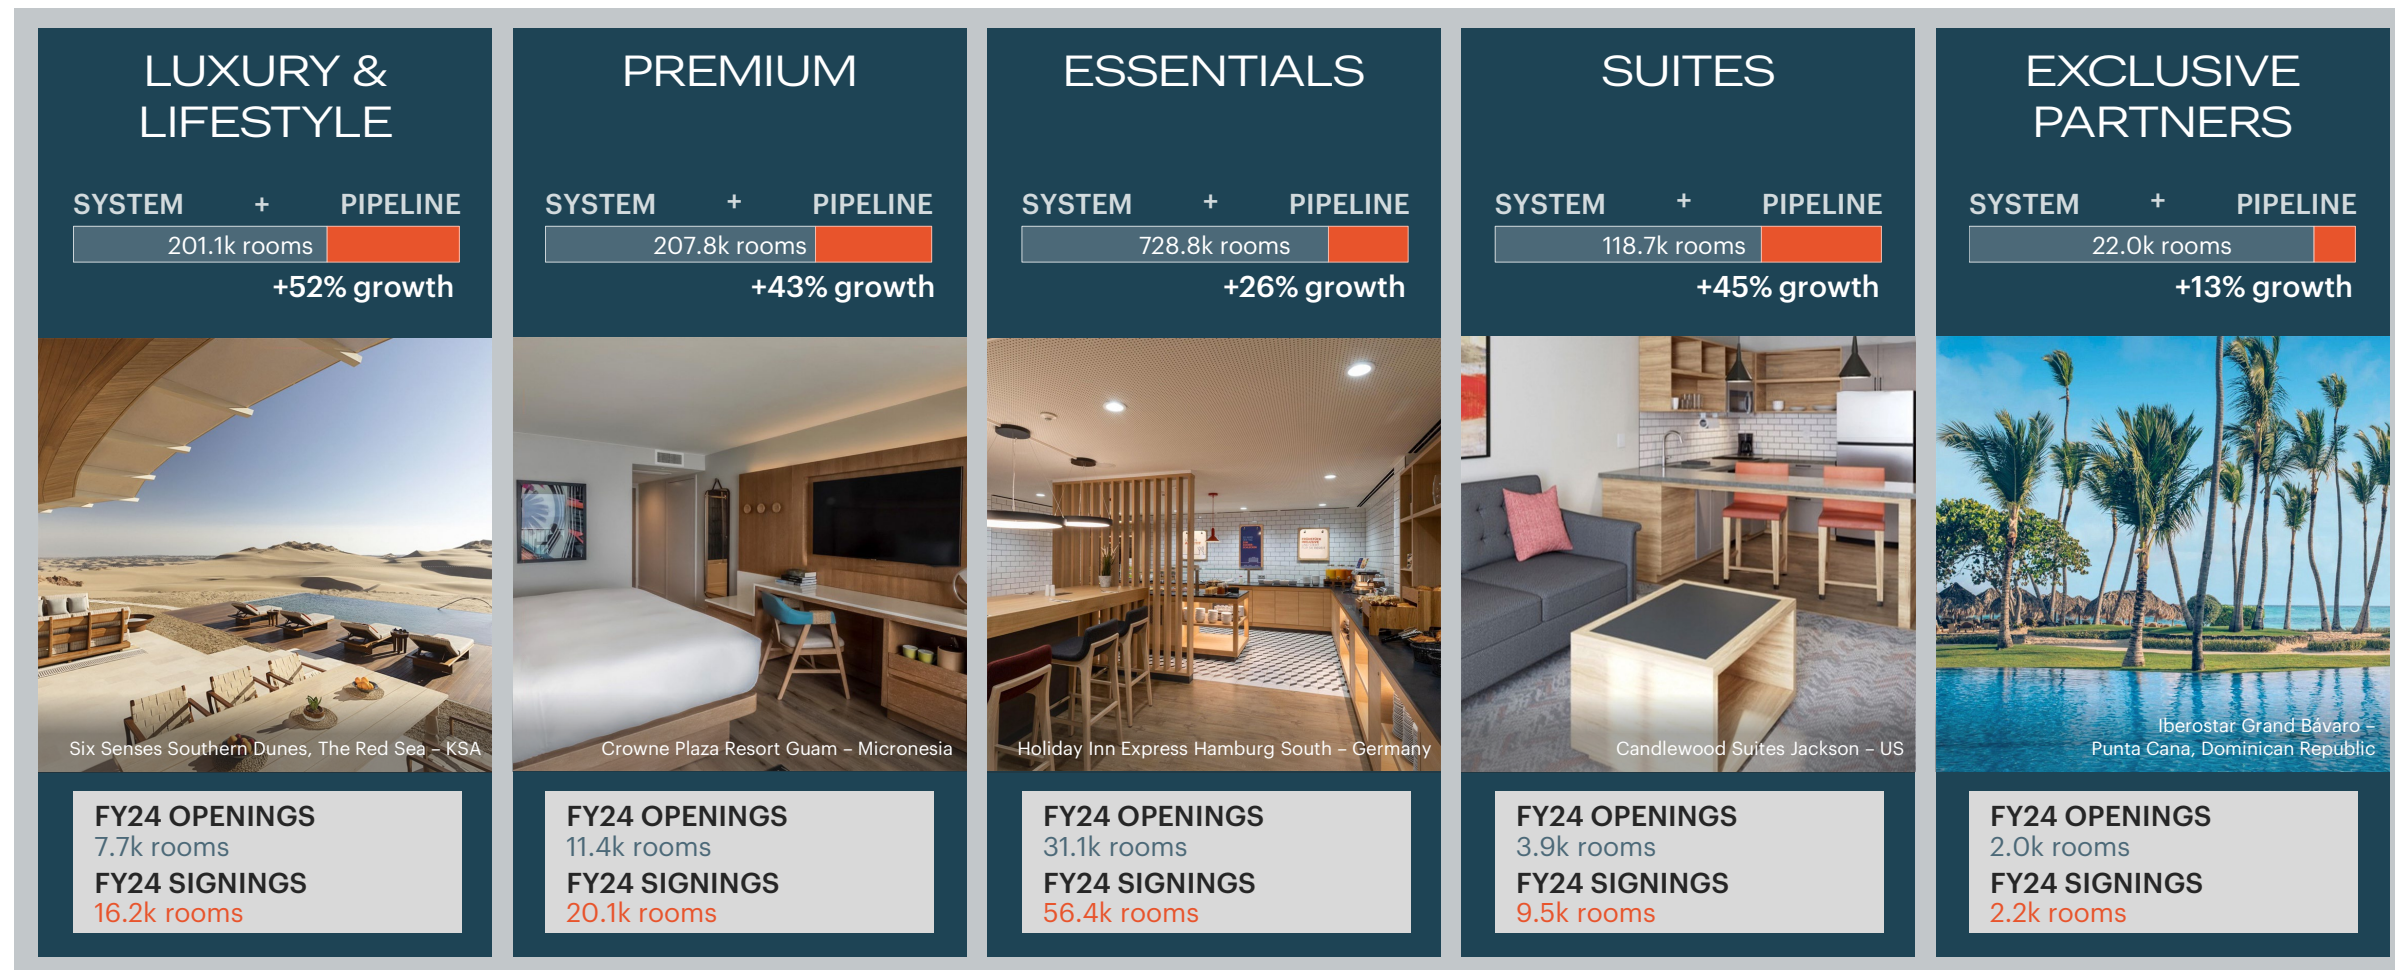 LUXURY &
LIFESTYLE
SYSTEM + PIPELINE
201.1k rooms
+52% growth
Six Senses Southern Dunes, The Red Sea – KSA
FY24 OPENINGS
7.7k rooms
FY24 SIGNINGS
16.2k rooms
PREMIUM
SYSTEM + PIPELINE
207.8k rooms
+43% growth
Crowne Plaza Resort Guam – Micronesia
FY24 OPENINGS
11.4k rooms
FY24 SIGNINGS
20.1k rooms
ESSENTIALS
SYSTEM + PIPELINE
728.8k rooms
+26% growth
Holiday Inn Express Hamburg South – Germany
FY24 OPENINGS
31.1k rooms
FY24 SIGNINGS
56.4k rooms
SUITES
SYSTEM + PIPELINE
118.7k rooms
+45% growth
Candlewood Suites Jackson – US
FY24 OPENINGS
3.9k rooms
FY24 SIGNINGS
9.5k rooms
EXCLUSIVE
PARTNERS
SYSTEM + PIPELINE
22.0k rooms
+13% growth
Iberostar Grand Bávaro –
Punta Cana, Dominican Republic
FY24 OPENINGS
2.0k rooms
FY24 SIGNINGS
2.2k rooms